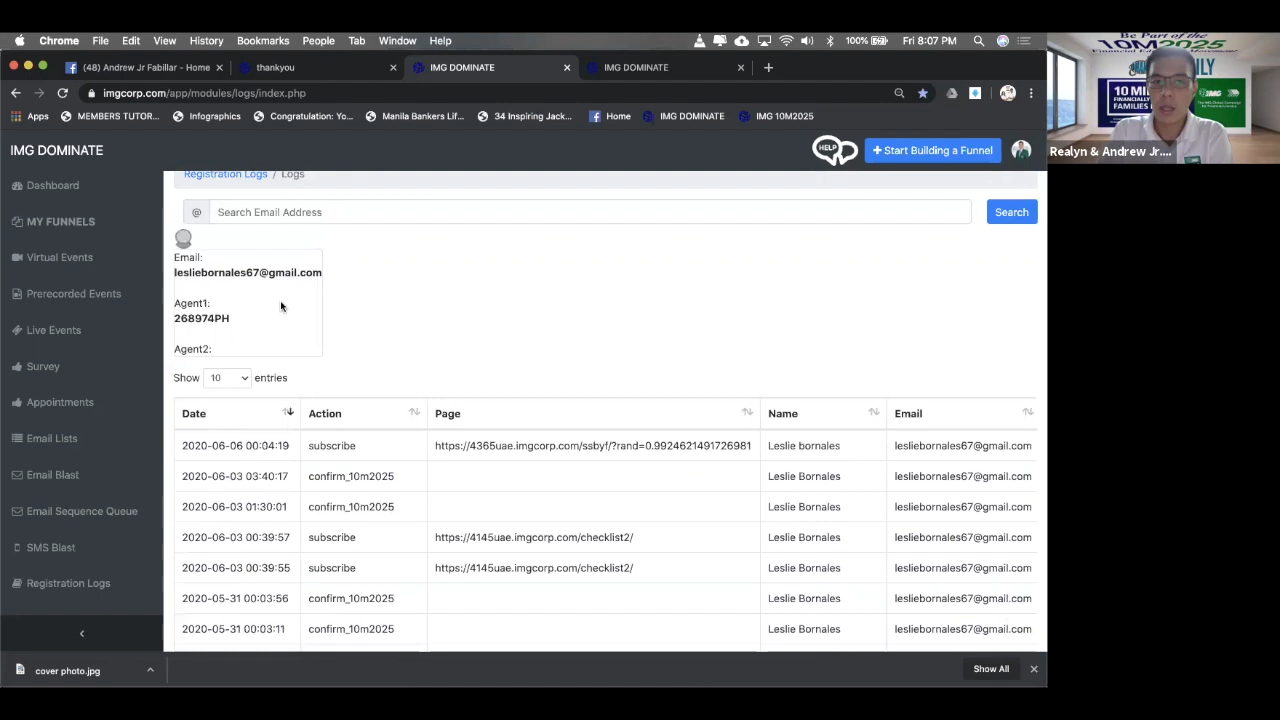 Chrome File Edit View History Bookmarks People Tab Window Help 100% Fri 8:07 PM
(48) Andrew Jr Fabillar - Home thankyou IMG DOMINATE IMG DOMINATE
imgcorp.com/app/modules/logs/index.php
Apps MEMBERS TUTOR... Infographics Congratulation: Yo... Manila Bankers Lif... 34 Inspiring Jack... Home IMG DOMINATE IMG 10M2025
IMG DOMINATE HELP + Start Building a Funnel
Dashboard
MY FUNNELS
Virtual Events
Prerecorded Events
Live Events
Survey
Appointments
Email Lists
Email Blast
Email Sequence Queue
SMS Blast
Registration Logs
Registration Logs / Logs
@ Search Email Address Search
Email:
lesliebornales67@gmail.com
Agent1:
268974PH
Agent2:
Show 10 entries
Date Action Page Name Email
2020-06-06 00:04:19 subscribe https://4365uae.imgcorp.com/ssbyf/?rand=0.9924621491726981 Leslie bornales lesliebornales67@gmail.com
2020-06-03 03:40:17 confirm_10m2025 Leslie Bornales lesliebornales67@gmail.com
2020-06-03 01:30:01 confirm_10m2025 Leslie Bornales lesliebornales67@gmail.com
2020-06-03 00:39:57 subscribe https://4145uae.imgcorp.com/checklist2/ Leslie Bornales lesliebornales67@gmail.com
2020-06-03 00:39:55 subscribe https://4145uae.imgcorp.com/checklist2/ Leslie Bornales lesliebornales67@gmail.com
2020-05-31 00:03:56 confirm_10m2025 Leslie Bornales lesliebornales67@gmail.com
2020-05-31 00:03:11 confirm_10m2025 Leslie Bornales lesliebornales67@gmail.com
cover photo.jpg Show All
Be Part of the
10M2025
10 MI
FINANCIALLY
FAMILIES
IMG
Realyn & Andrew Jr....